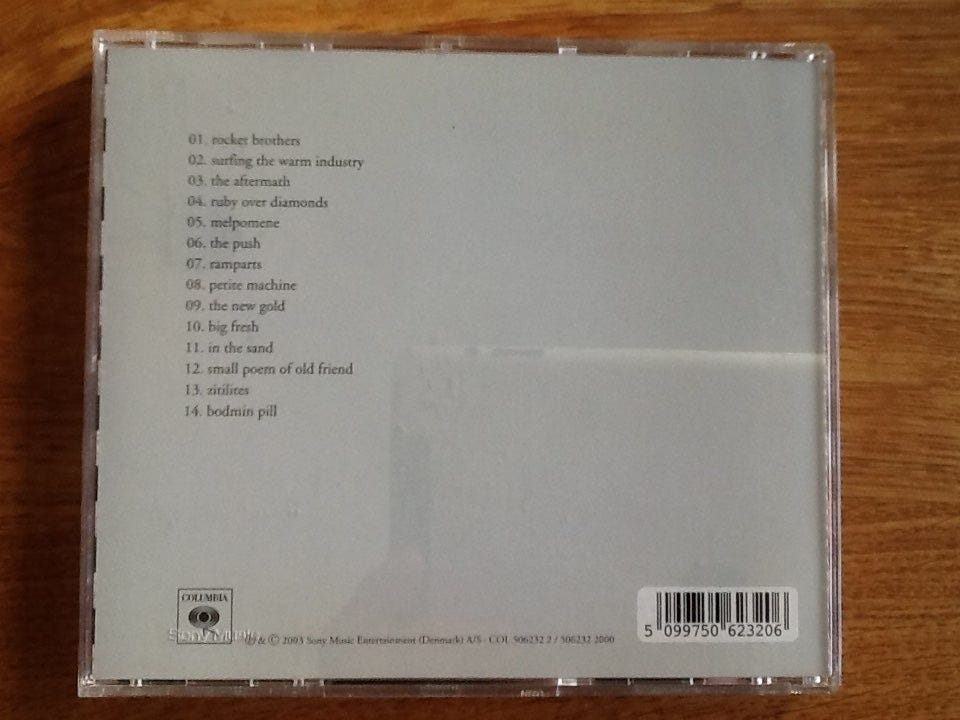 01. rocket brothers
02. surfing the warm industry
03. the aftermath
04. ruby over diamonds
05. melpomene
06. the push
07. ramparts
08. petite machine
09. the new gold
10. big fresh
11. in the sand
12. small poem of old friend
13. zitilites
14. bodmin pill
COLUMBIA
Sony Music
℗ & © 2003 Sony Music Entertainment (Denmark) A/S · COL 506232 2 / 506232 2000
5 099750 623206